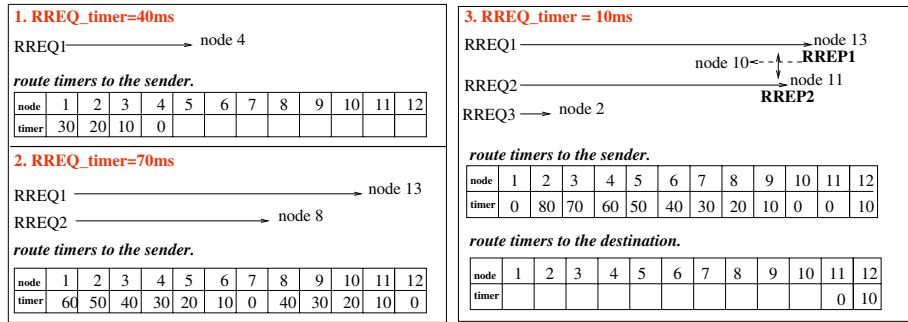 1. RREQ_timer=40ms
RREQ1 node 4
route timers to the sender.
node 1 2 3 4 5 6 7 8 9 10 11 12
timer 30 20 10 0
2. RREQ_timer=70ms
RREQ1 node 13
RREQ2 node 8
route timers to the sender.
node 1 2 3 4 5 6 7 8 9 10 11 12
timer 60 50 40 30 20 10 0 40 30 20 10 0
3. RREQ_timer = 10ms
RREQ1 node 13
node 10 RREP1
RREQ2 node 11
RREP2
RREQ3 node 2
route timers to the sender.
node 1 2 3 4 5 6 7 8 9 10 11 12
timer 0 80 70 60 50 40 30 20 10 0 0 10
route timers to the destination.
node 1 2 3 4 5 6 7 8 9 10 11 12
timer 0 10